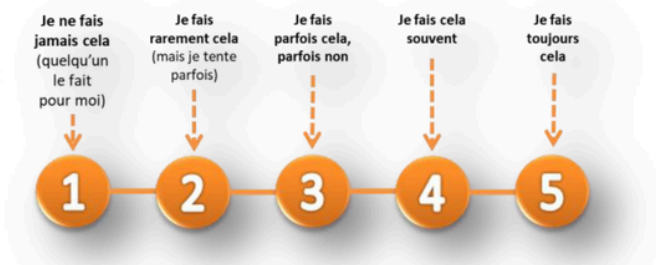 Je ne fais
jamais cela
(quelqu'un
le fait
pour moi)
Je fais
rarement cela
(mais je tente
parfois)
Je fais
parfois cela,
parfois non
Je fais cela
souvent
Je fais
toujours
cela
1
2
3
4
5